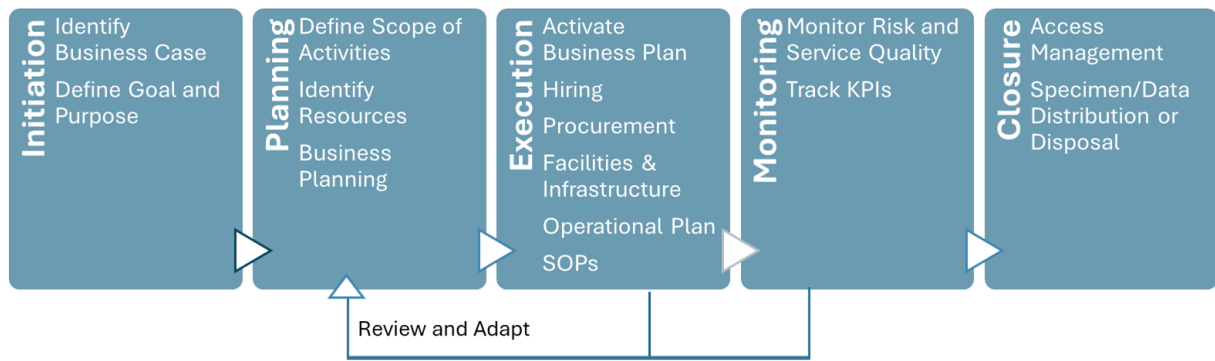 Initiation
Identify
Business Case
Define Goal and
Purpose
Planning
Define Scope of
Activities
Identify
Resources
Business
Planning
Execution
Activate
Business Plan
Hiring
Procurement
Facilities &
Infrastructure
Operational Plan
SOPs
Monitoring
Monitor Risk and
Service Quality
Track KPIs
Closure
Access
Management
Specimen/Data
Distribution or
Disposal
Review and Adapt